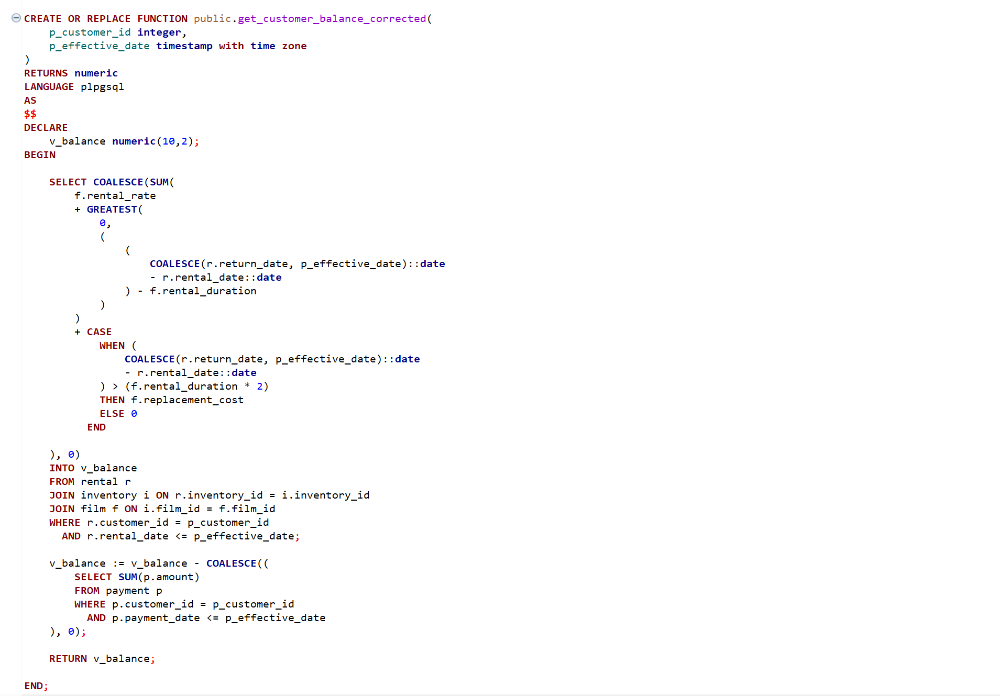 CREATE OR REPLACE FUNCTION public.get_customer_balance_corrected(
    p_customer_id integer,
    p_effective_date timestamp with time zone
)
RETURNS numeric
LANGUAGE plpgsql
AS
$$
DECLARE
    v_balance numeric(10,2);
BEGIN

    SELECT COALESCE(SUM(
        f.rental_rate
        + GREATEST(
            0,
            (
                (
                    COALESCE(r.return_date, p_effective_date)::date
                    - r.rental_date::date
                ) - f.rental_duration
            )
        )
        + CASE
            WHEN (
                COALESCE(r.return_date, p_effective_date)::date
                - r.rental_date::date
            ) > (f.rental_duration * 2)
            THEN f.replacement_cost
            ELSE 0
          END

    ), 0)
    INTO v_balance
    FROM rental r
    JOIN inventory i ON r.inventory_id = i.inventory_id
    JOIN film f ON i.film_id = f.film_id
    WHERE r.customer_id = p_customer_id
      AND r.rental_date <= p_effective_date;

    v_balance := v_balance - COALESCE((
        SELECT SUM(p.amount)
        FROM payment p
        WHERE p.customer_id = p_customer_id
          AND p.payment_date <= p_effective_date
    ), 0);

    RETURN v_balance;

END;